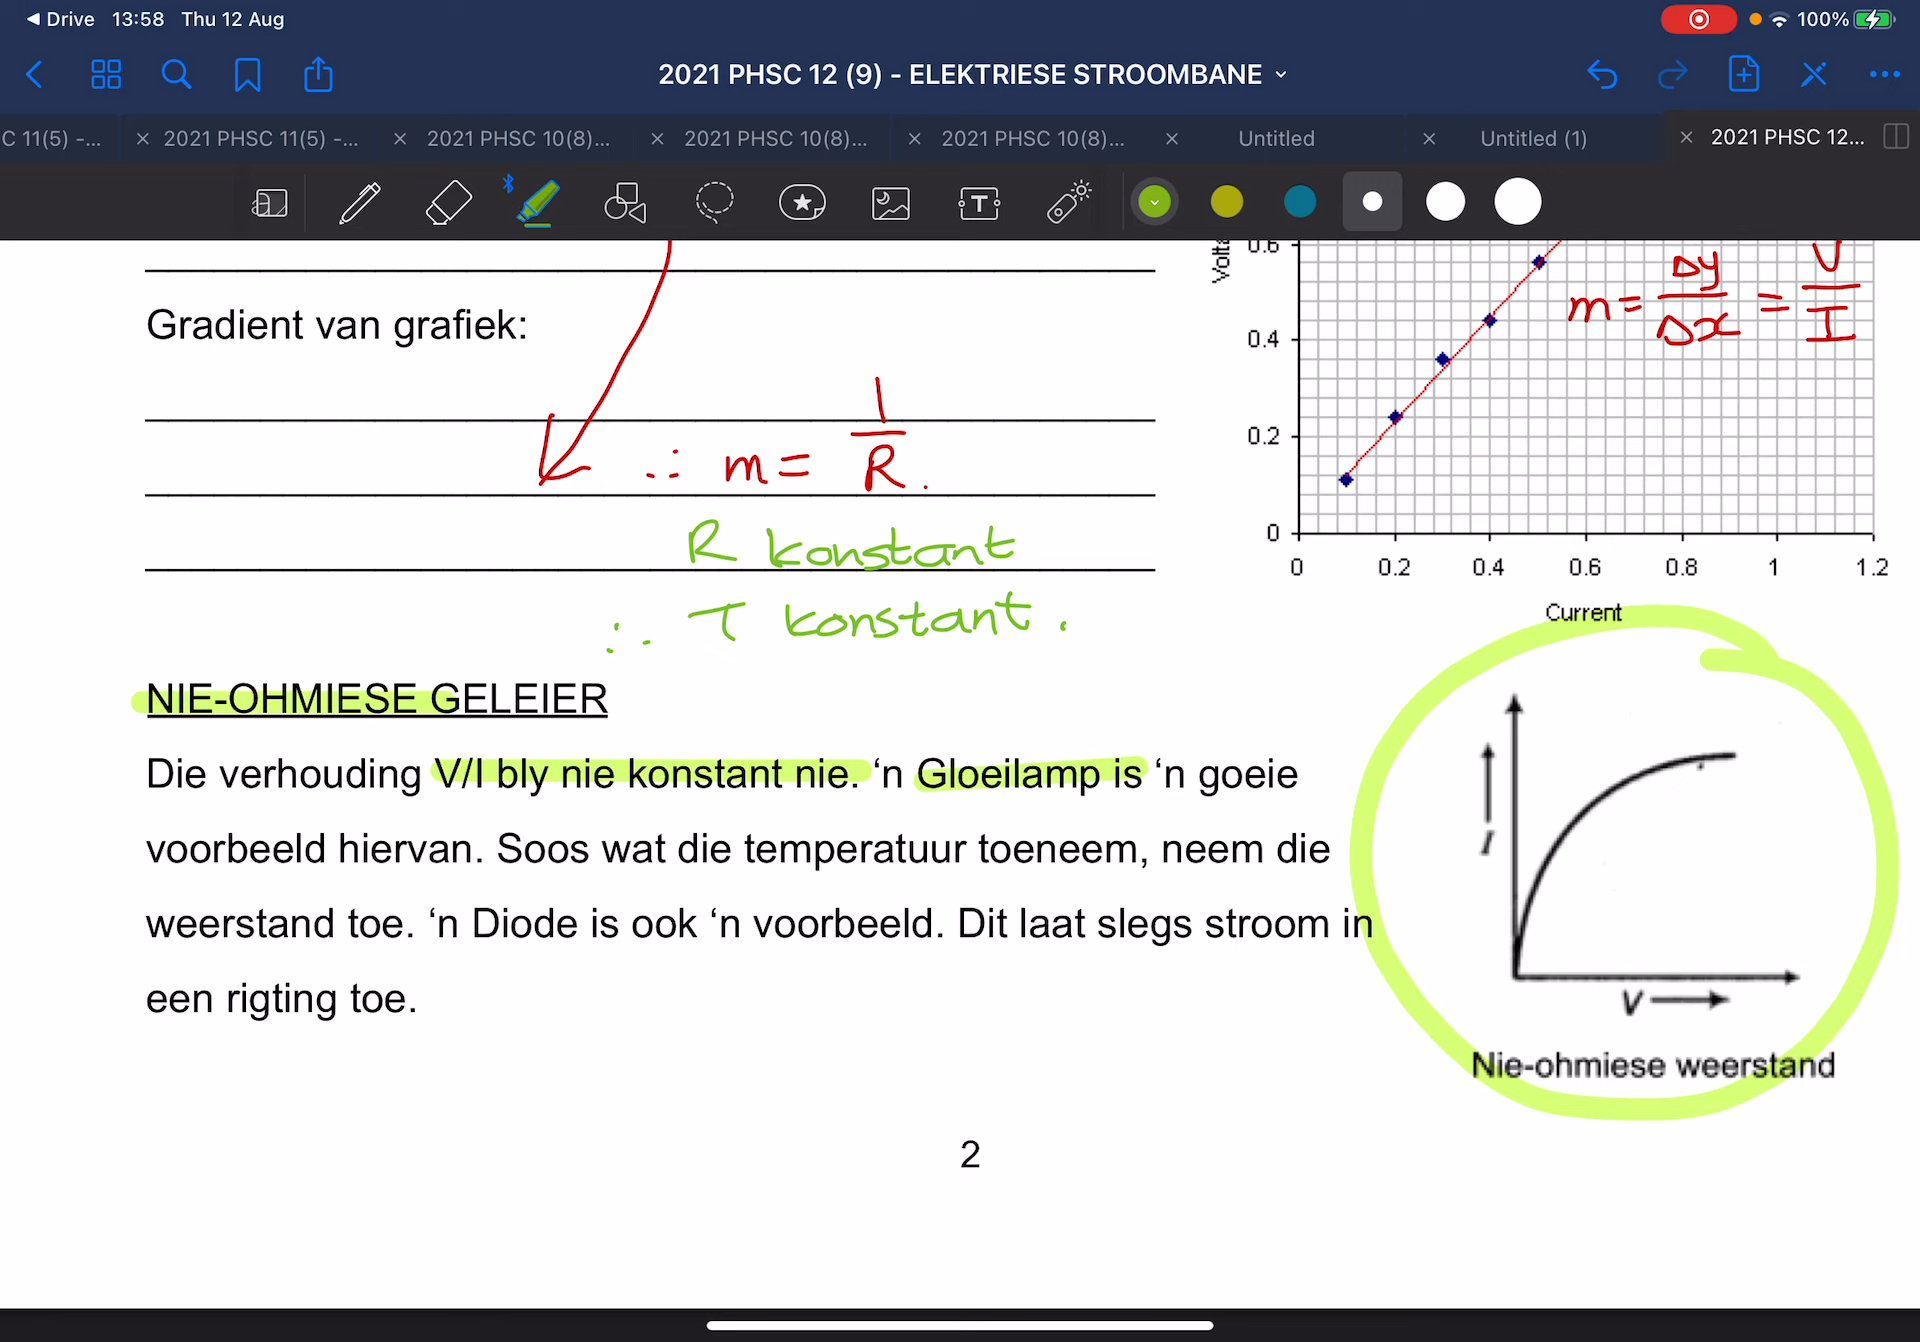 Drive 13:58 Thu 12 Aug
100%
2021 PHSC 12 (9) - ELEKTRIESE STROOMBANE
C 11(5) -... 2021 PHSC 11(5) -... 2021 PHSC 10(8)... 2021 PHSC 10(8)... 2021 PHSC 10(8)... Untitled Untitled (1) 2021 PHSC 12...
Gradient van grafiek:
∴ m = 1/R.
R konstant
∴ T konstant.
0.6
0.4
0.2
0
0 0.2 0.4 0.6 0.8 1 1.2
Current
m = Δy/Δx = V/I
NIE-OHMIESE GELEIER
Die verhouding V/I bly nie konstant nie. ‘n Gloeilamp is ‘n goeie
voorbeeld hiervan. Soos wat die temperatuur toeneem, neem die
weerstand toe. ‘n Diode is ook ‘n voorbeeld. Dit laat slegs stroom in
een rigting toe.
I
V
Nie-ohmiese weerstand
2